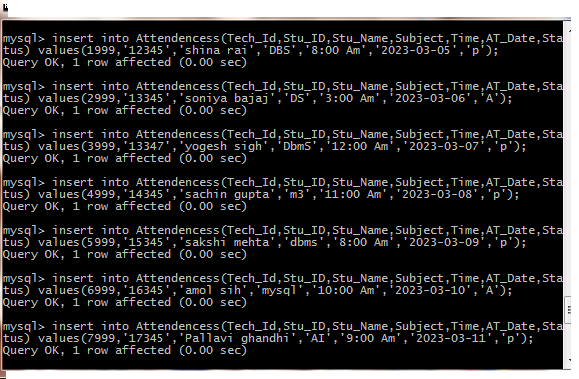 mysql> insert into Attendencess(Tech_Id,Stu_ID,Stu_Name,Subject,Time,AT_Date,Sta
tus) values(1999,'12345','shina rai','DBS','8:00 Am','2023-03-05','p');
Query OK, 1 row affected (0.00 sec)
mysql> insert into Attendencess(Tech_Id,Stu_ID,Stu_Name,Subject,Time,AT_Date,Sta
tus) values(2999,'13345','soniya bajaj','DS','3:00 Am','2023-03-06','A');
Query OK, 1 row affected (0.00 sec)
mysql> insert into Attendencess(Tech_Id,Stu_ID,Stu_Name,Subject,Time,AT_Date,Sta
tus) values(3999,'13347','yogesh sigh','DbmS','12:00 Am','2023-03-07','p');
Query OK, 1 row affected (0.00 sec)
mysql> insert into Attendencess(Tech_Id,Stu_ID,Stu_Name,Subject,Time,AT_Date,Sta
tus) values(4999,'14345','sachin gupta','m3','11:00 Am','2023-03-08','p');
Query OK, 1 row affected (0.00 sec)
mysql> insert into Attendencess(Tech_Id,Stu_ID,Stu_Name,Subject,Time,AT_Date,Sta
tus) values(5999,'15345','sakshi mehta','dbms','8:00 Am','2023-03-09','p');
Query OK, 1 row affected (0.00 sec)
mysql> insert into Attendencess(Tech_Id,Stu_ID,Stu_Name,Subject,Time,AT_Date,Sta
tus) values(6999,'16345','amol sih','mysql','10:00 Am','2023-03-10','A');
Query OK, 1 row affected (0.00 sec)
mysql> insert into Attendencess(Tech_Id,Stu_ID,Stu_Name,Subject,Time,AT_Date,Sta
tus) values(7999,'17345','Pallavi ghandhi','AI','9:00 Am','2023-03-11','p');
Query OK, 1 row affected (0.00 sec)